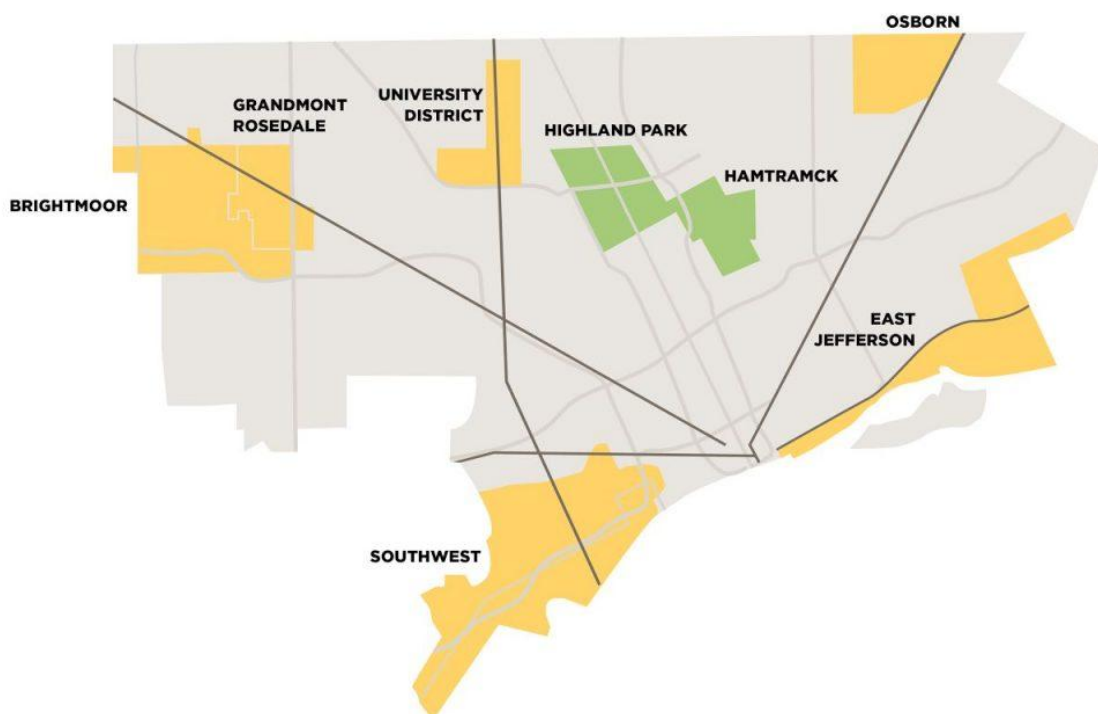 OSBORN
UNIVERSITY
DISTRICT
GRANDMONT
ROSEDALE
HIGHLAND PARK
HAMTRAMCK
BRIGHTMOOR
EAST
JEFFERSON
SOUTHWEST